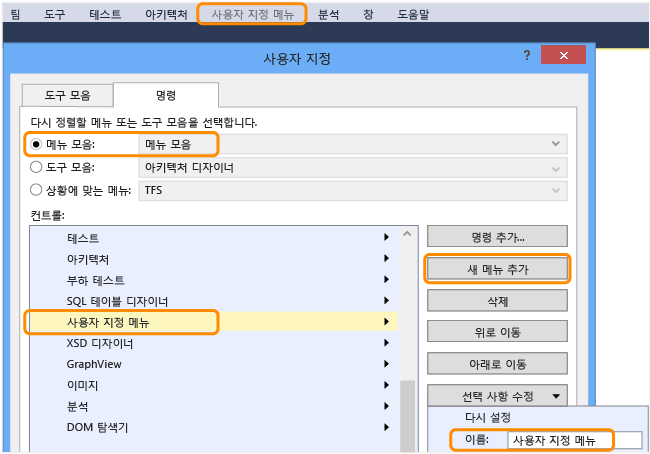 팀 도구 테스트 아키텍처 사용자 지정 메뉴 분석 창 도움말
사용자 지정 ?
도구 모음 명령
다시 정렬할 메뉴 또는 도구 모음을 선택합니다.
메뉴 모음: 메뉴 모음
도구 모음: 아키텍처 디자이너
상황에 맞는 메뉴: TFS
컨트롤:
테스트
아키텍처
부하 테스트
SQL 테이블 디자이너
사용자 지정 메뉴
XSD 디자이너
GraphView
이미지
분석
DOM 탐색기
명령 추가...
새 메뉴 추가
삭제
위로 이동
아래로 이동
선택 사항 수정
다시 설정
이름: 사용자 지정 메뉴